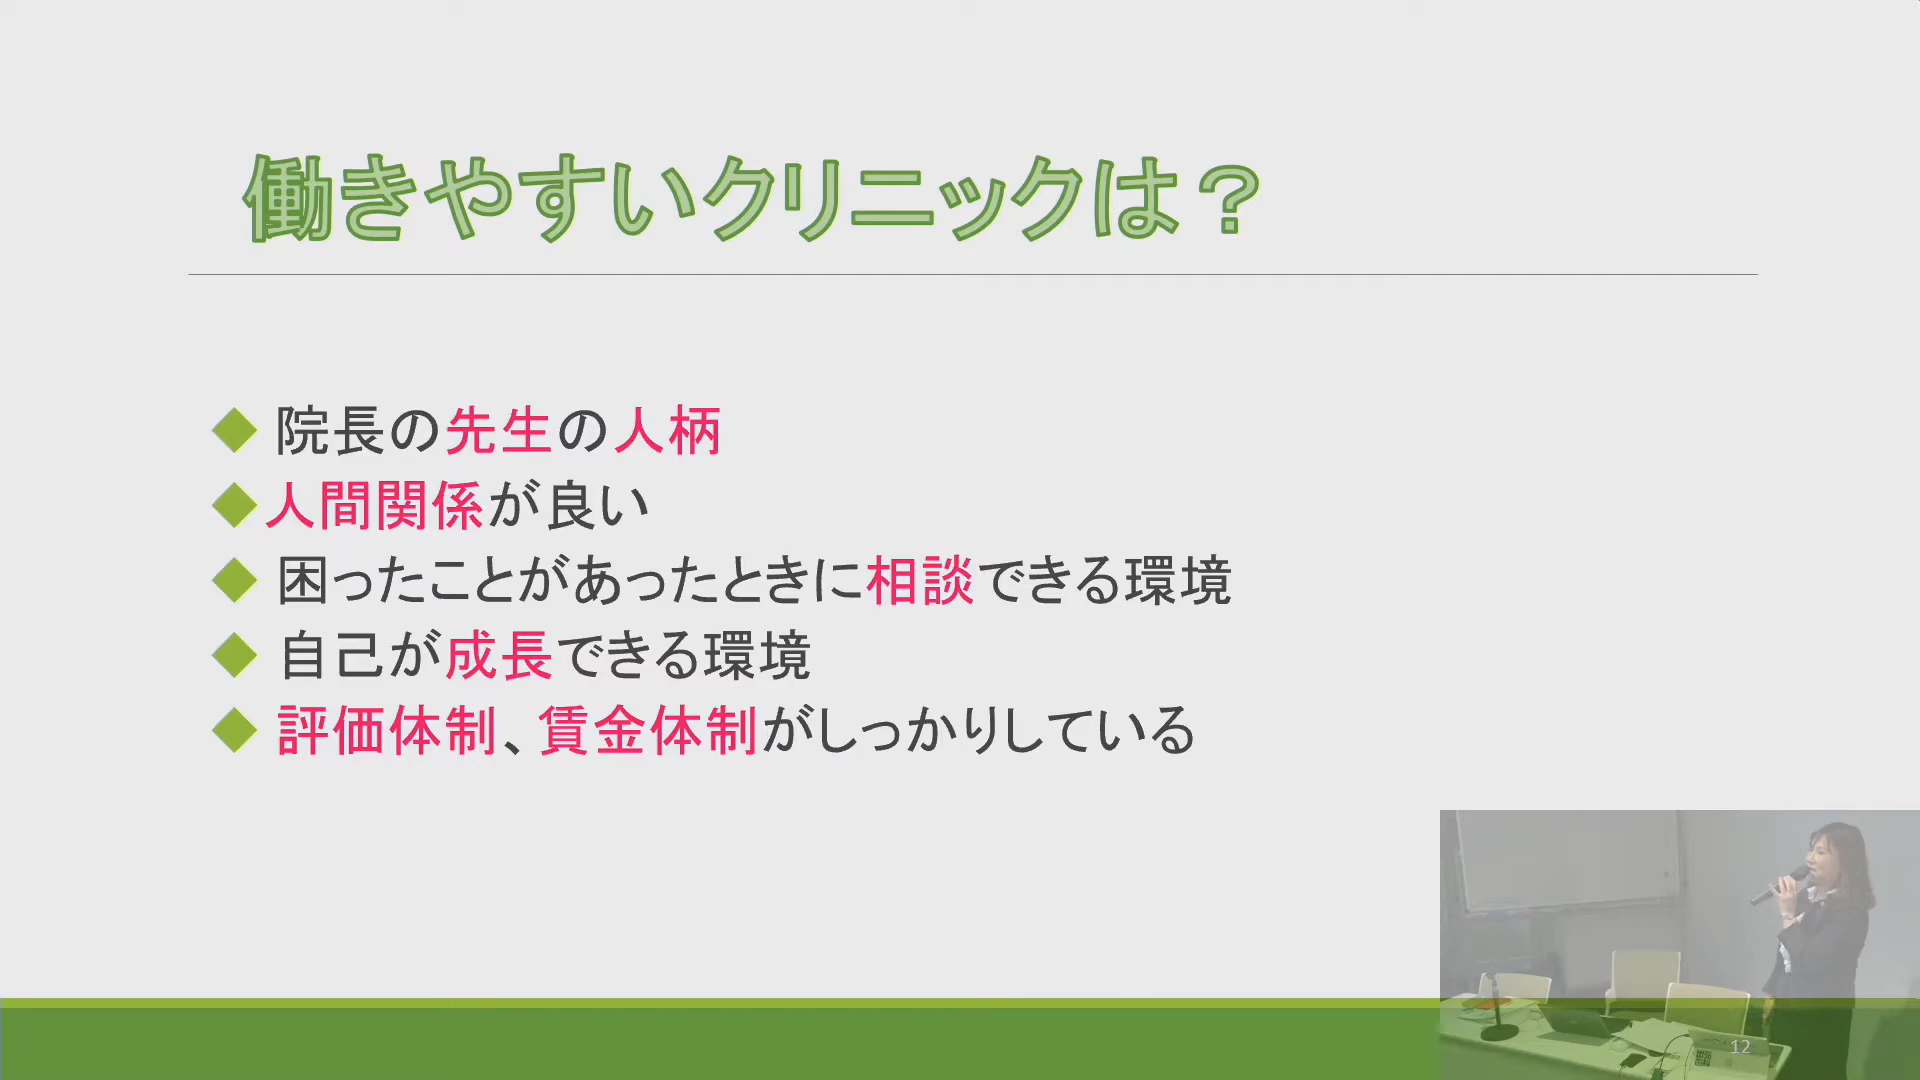 働きやすいクリニックは？
◆ 院長の先生の人柄
◆人間関係が良い
◆ 困ったことがあったときに相談できる環境
◆ 自己が成長できる環境
◆ 評価体制、賃金体制がしっかりしている
12